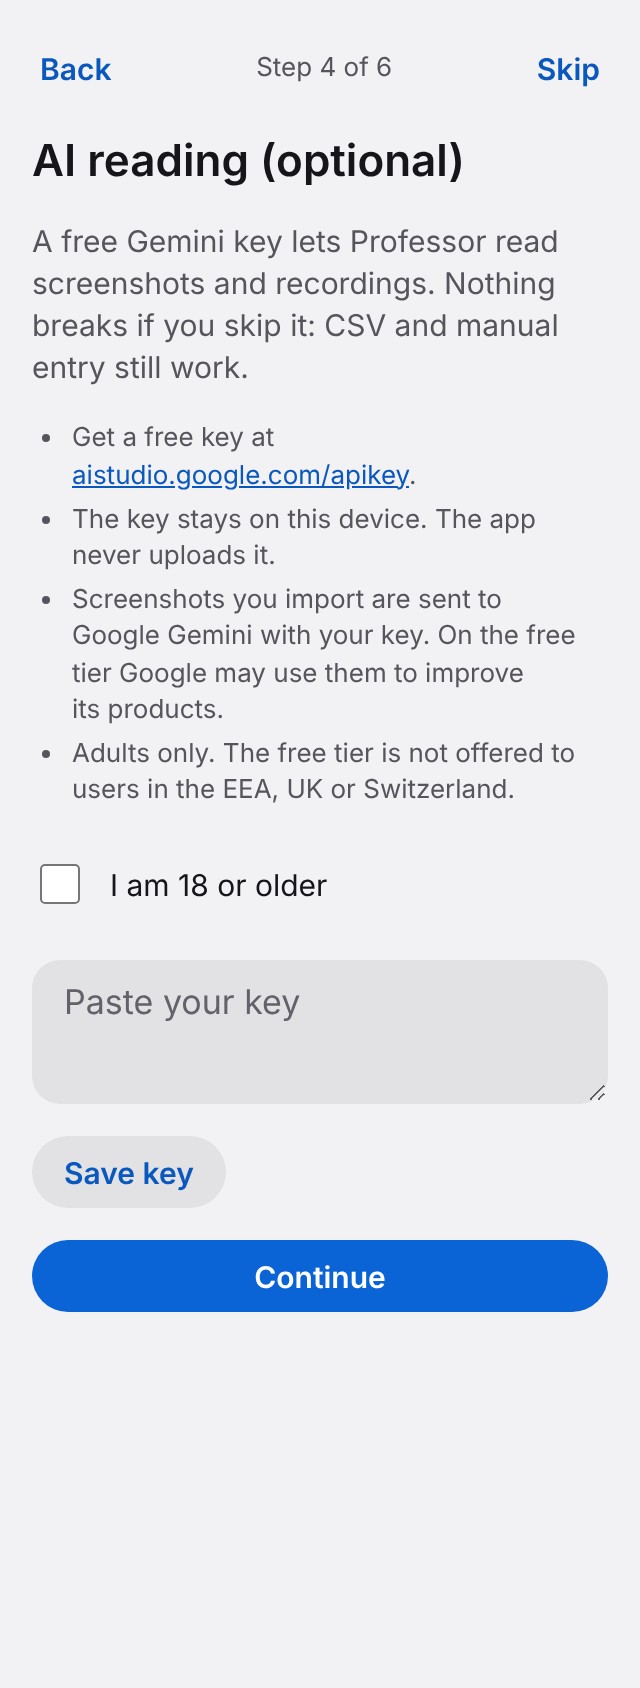 Back
Step 4 of 6
Skip
AI reading (optional)
A free Gemini key lets Professor read
screenshots and recordings. Nothing
breaks if you skip it: CSV and manual
entry still work.
• Get a free key at
aistudio.google.com/apikey.
• The key stays on this device. The app
never uploads it.
• Screenshots you import are sent to
Google Gemini with your key. On the free
tier Google may use them to improve
its products.
• Adults only. The free tier is not offered to
users in the EEA, UK or Switzerland.
I am 18 or older
Paste your key
Save key
Continue